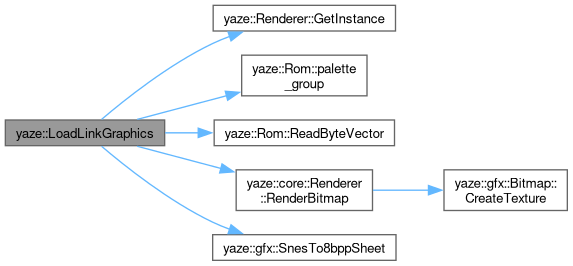 yaze::Renderer::GetInstance
yaze::Rom::palette
_group
yaze::LoadLinkGraphics
yaze::Rom::ReadByteVector
yaze::core::Renderer
::RenderBitmap
yaze::gfx::Bitmap::
CreateTexture
yaze::gfx::SnesTo8bppSheet